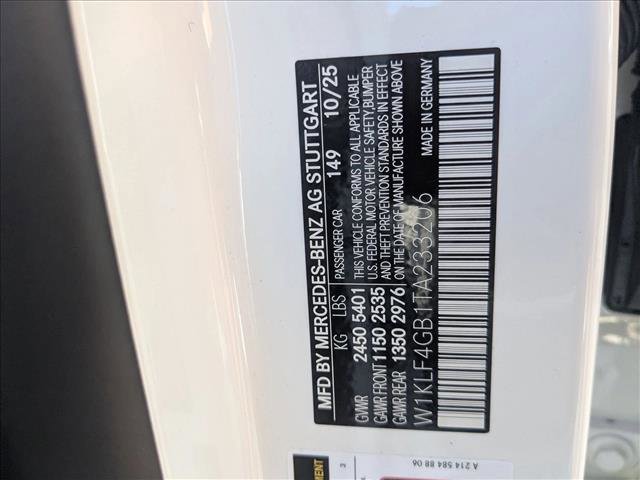 MFD BY MERCEDES-BENZ AG STUTTGART
KG LBS PASSENGER CAR 149 10/25
GVWR 2450 5401 THIS VEHICLE CONFORMS TO ALL APPLICABLE
U.S. FEDERAL MOTOR VEHICLE SAFETY, BUMPER
GAWR FRONT 1150 2535 AND THEFT PREVENTION STANDARDS IN EFFECT
GAWR REAR 1350 2976 ON THE DATE OF MANUFACTURE SHOWN ABOVE
MADE IN GERMANY
W1KLF4GB1TA233206
3
A 214 584 88 06